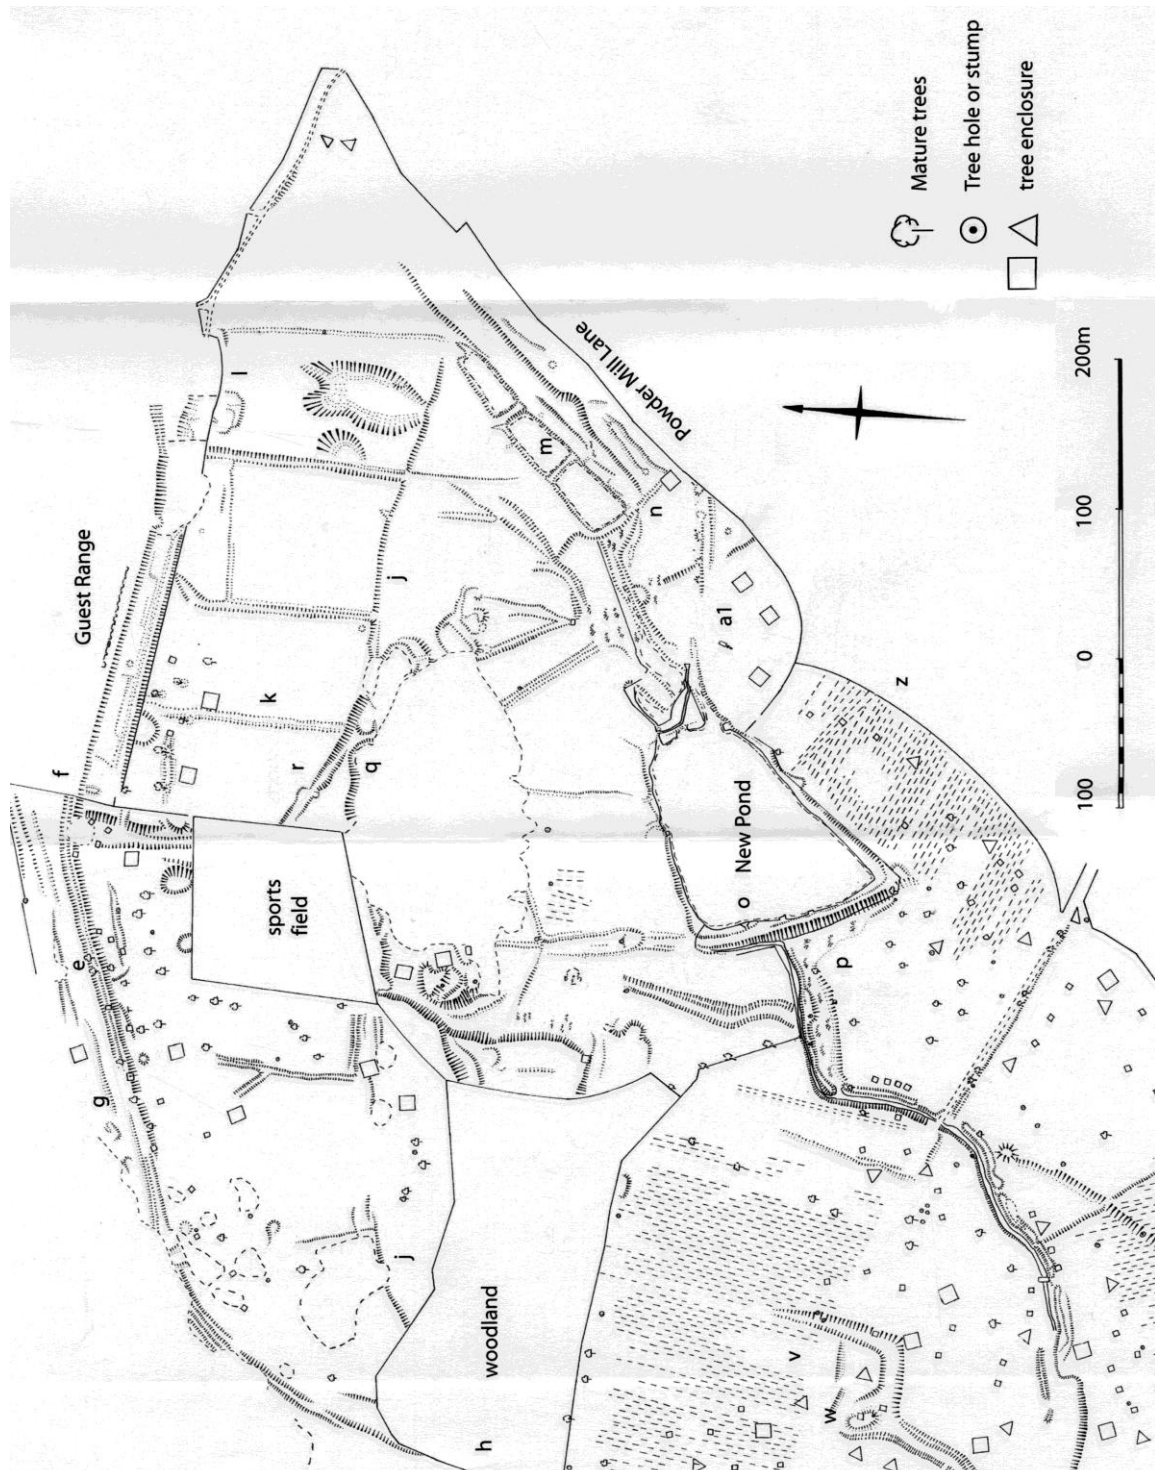 Guest Range
f
e
g
l
k
r
q
j
m
n
Powder Mill Lane
a1
z
sports
field
New Pond
o
p
j
woodland
h
v
w
Mature trees
Tree hole or stump
tree enclosure
100
0
100
200m